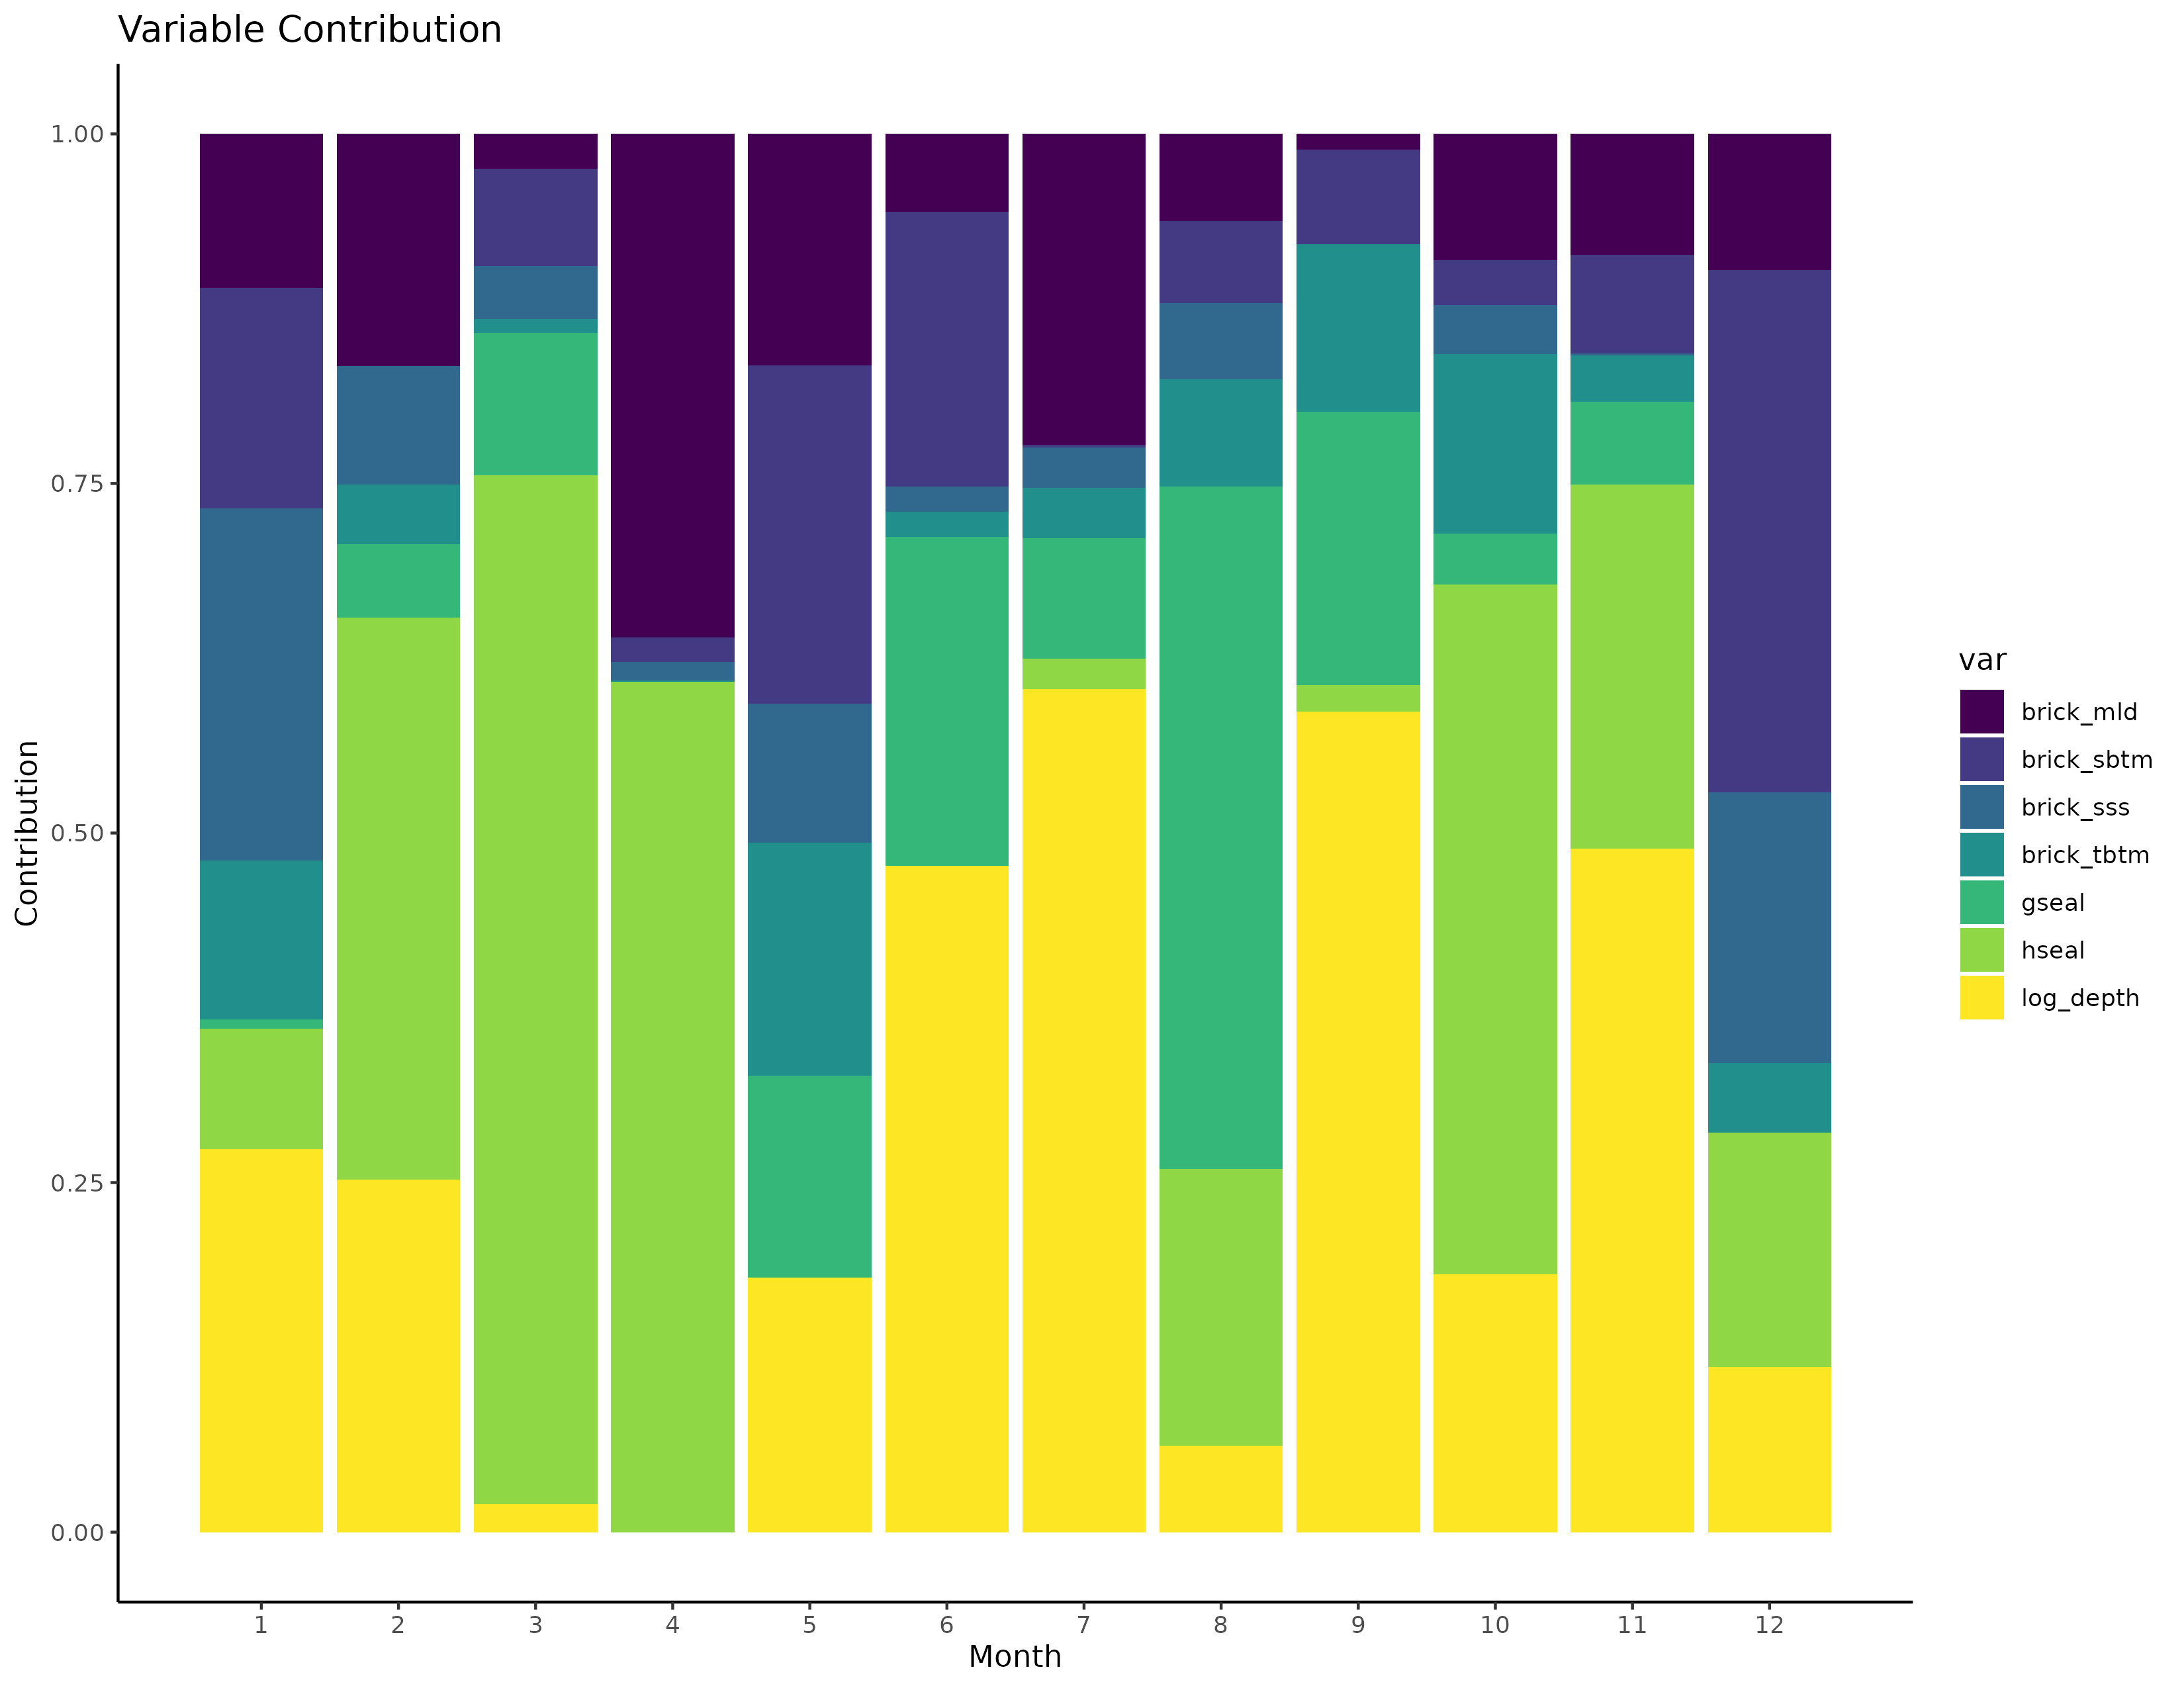 Variable Contribution
1.00
0.75
0.50
0.25
0.00
Contribution
1 2 3 4 5 6 7 8 9 10 11 12
Month
var
brick_mld
brick_sbtm
brick_sss
brick_tbtm
gseal
hseal
log_depth